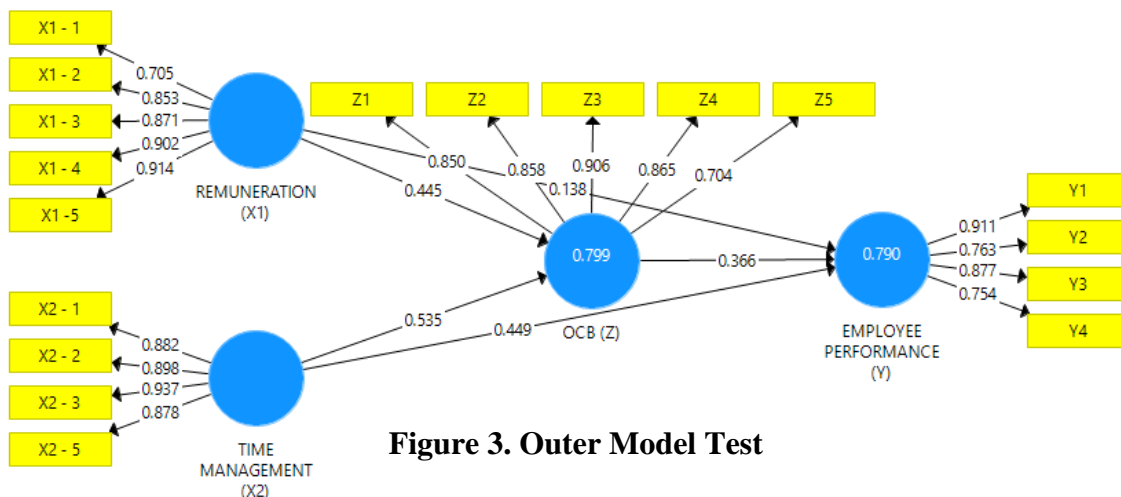 X1 - 1
X1 - 2
X1 - 3
X1 - 4
X1 -5
0.705
0.853
0.871
0.902
0.914
REMUNERATION
(X1)
Z1
Z2
Z3
Z4
Z5
0.850
0.858
0.906
0.865
0.704
0.445
0.138
0.799
OCB (Z)
0.366
0.535
0.449
0.790
EMPLOYEE
PERFORMANCE
(Y)
0.911
0.763
0.877
0.754
Y1
Y2
Y3
Y4
X2 - 1
X2 - 2
X2 - 3
X2 - 5
0.882
0.898
0.937
0.878
TIME
MANAGEMENT
(X2)
Figure 3. Outer Model Test